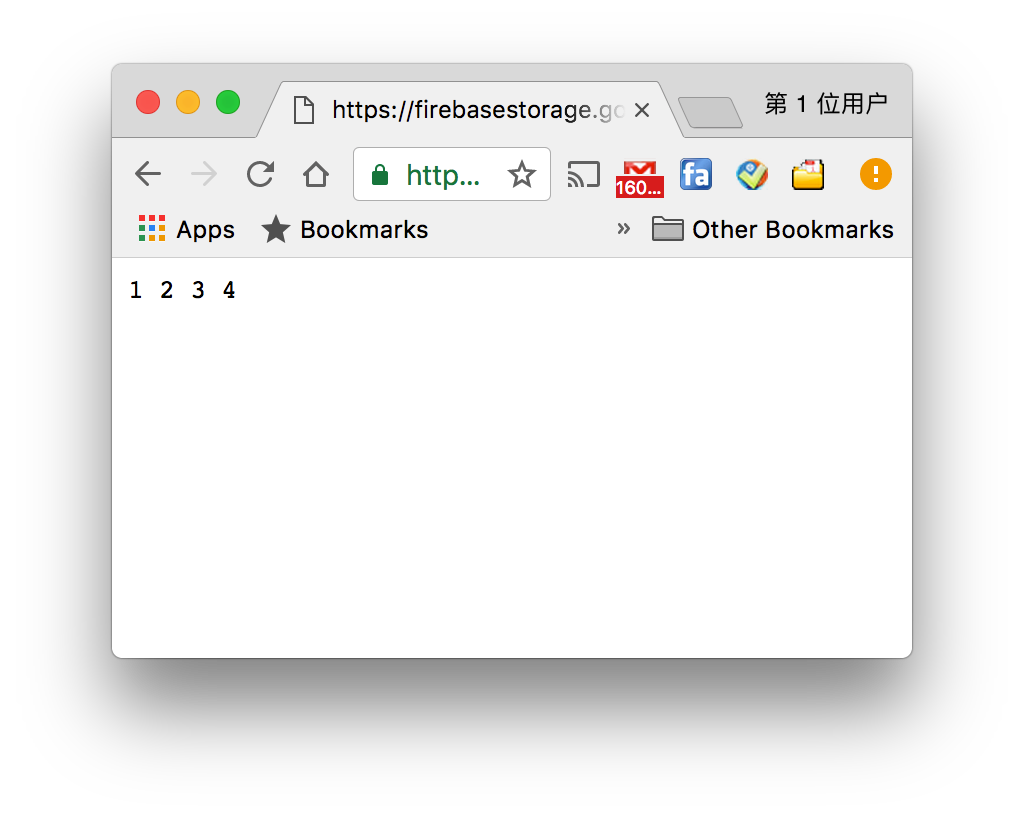 https://firebasestorage.go
第 1 位用户
http...
160...
fa
Apps
Bookmarks
»
Other Bookmarks
1 2 3 4